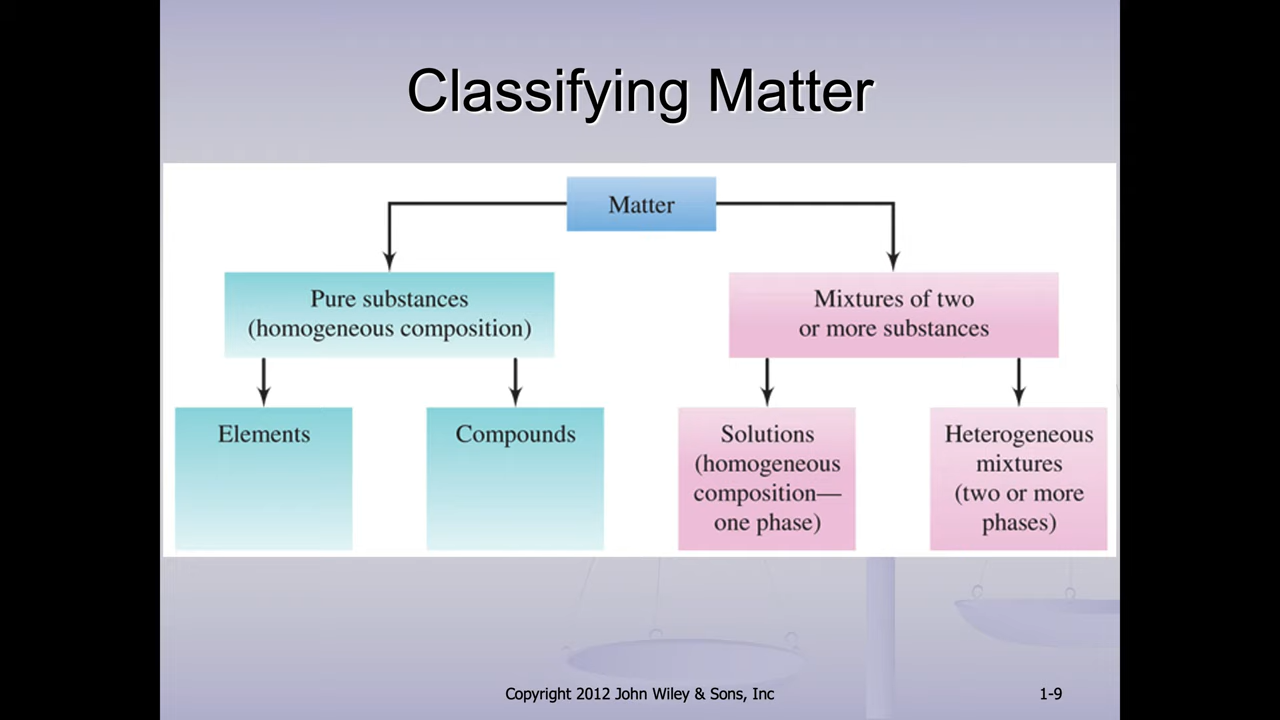 Classifying Matter
Matter
Pure substances
(homogeneous composition)
Mixtures of two
or more substances
Elements
Compounds
Solutions
(homogeneous
composition—
one phase)
Heterogeneous
mixtures
(two or more
phases)
Copyright 2012 John Wiley & Sons, Inc
1-9